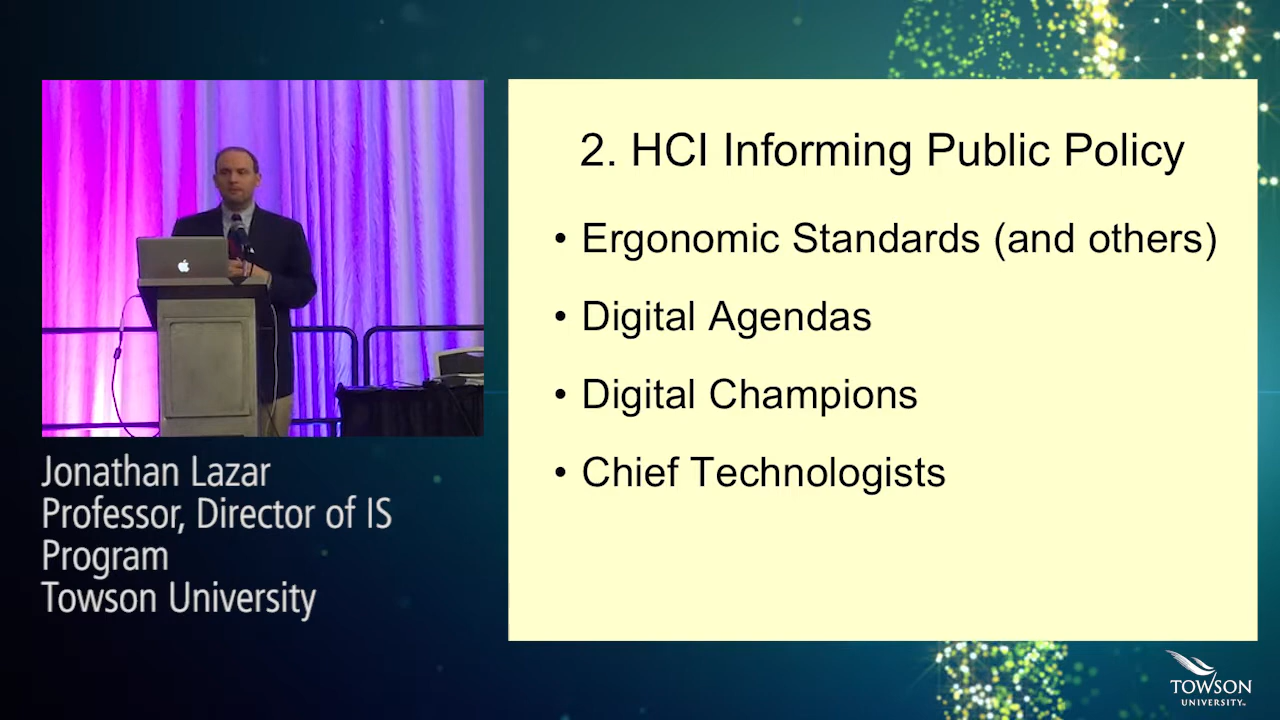 2. HCI Informing Public Policy
• Ergonomic Standards (and others)
• Digital Agendas
• Digital Champions
• Chief Technologists
Jonathan Lazar
Professor, Director of IS
Program
Towson University
TOWSON
UNIVERSITY